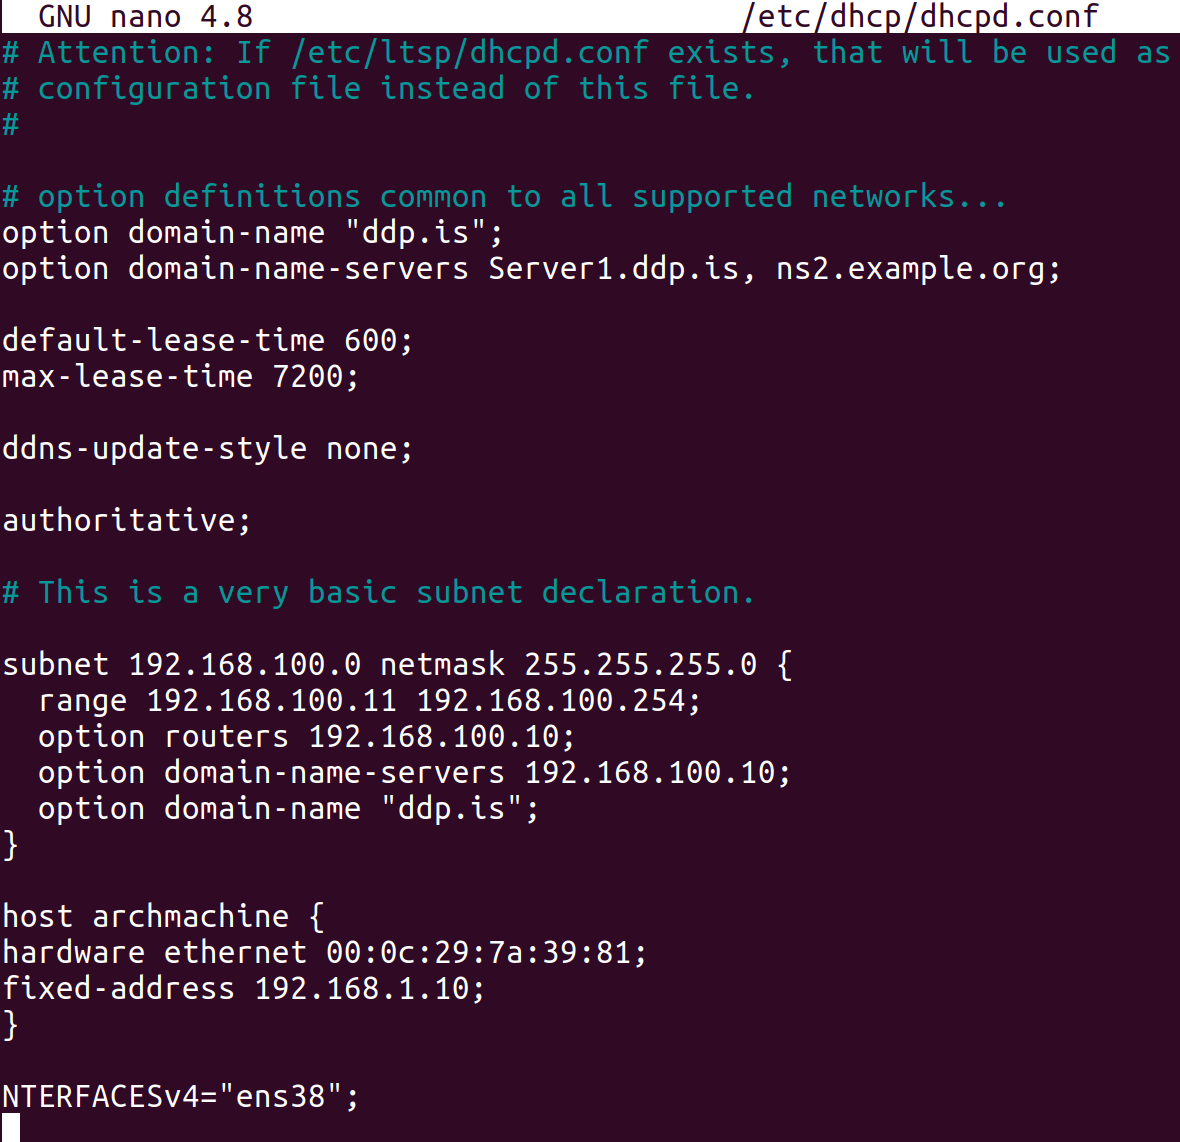 GNU nano 4.8 /etc/dhcp/dhcpd.conf
# Attention: If /etc/ltsp/dhcpd.conf exists, that will be used as
# configuration file instead of this file.
#
# option definitions common to all supported networks...
option domain-name "ddp.is";
option domain-name-servers Server1.ddp.is, ns2.example.org;
default-lease-time 600;
max-lease-time 7200;
ddns-update-style none;
authoritative;
# This is a very basic subnet declaration.
subnet 192.168.100.0 netmask 255.255.255.0 {
  range 192.168.100.11 192.168.100.254;
  option routers 192.168.100.10;
  option domain-name-servers 192.168.100.10;
  option domain-name "ddp.is";
}
host archmachine {
hardware ethernet 00:0c:29:7a:39:81;
fixed-address 192.168.1.10;
}
NTERFACESv4="ens38";